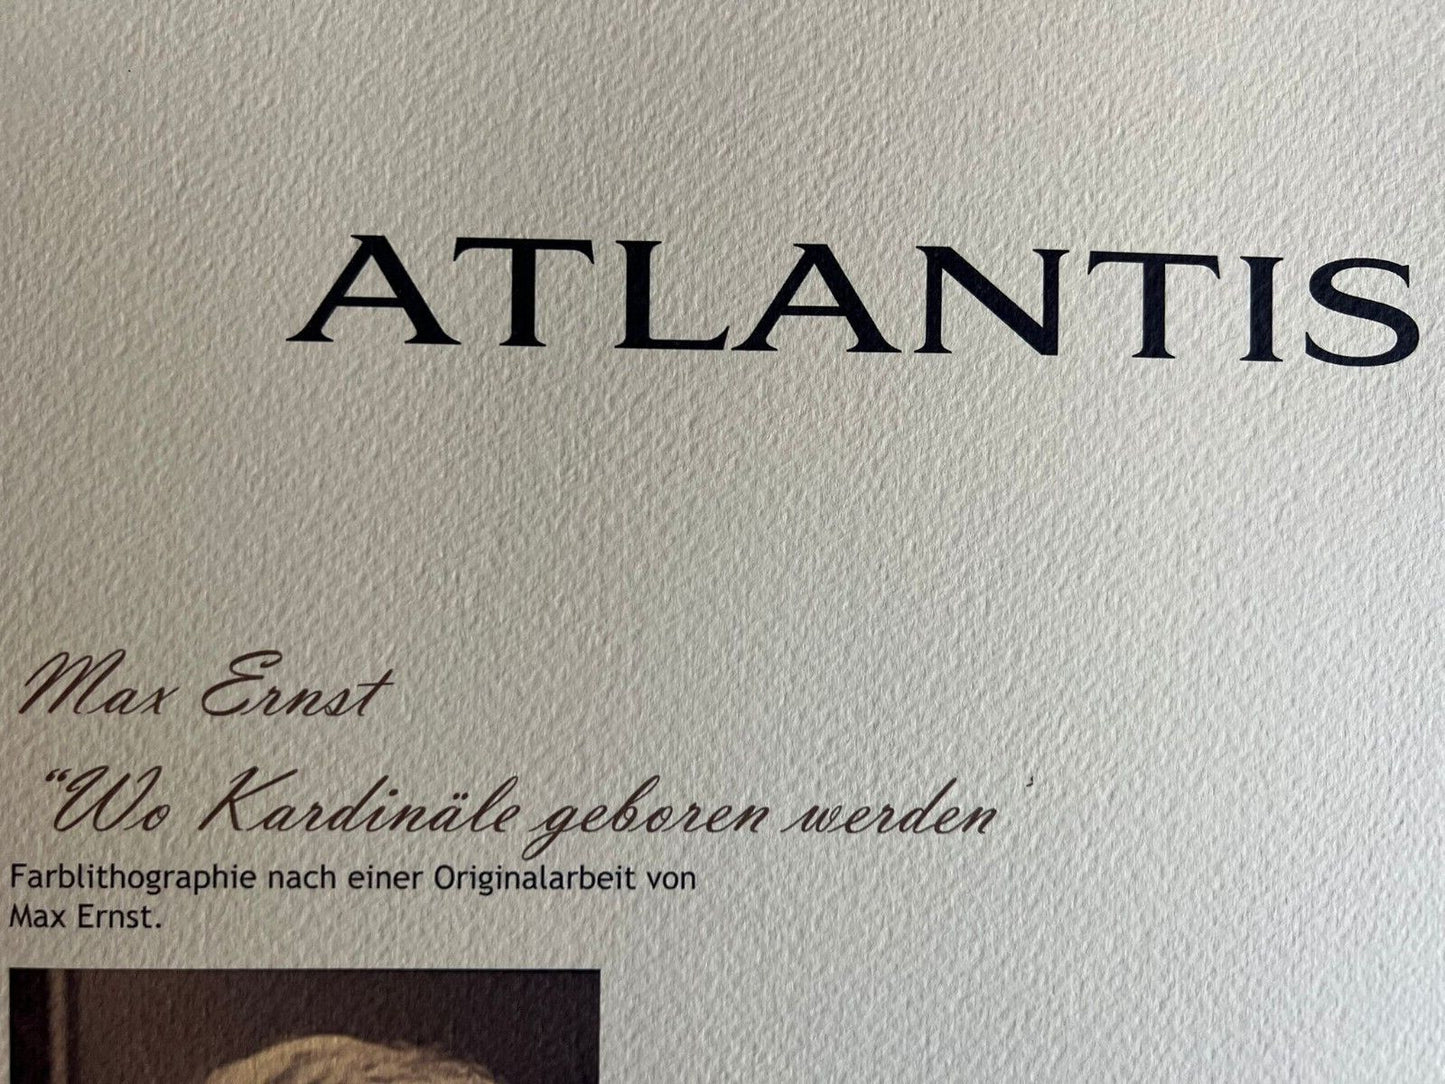 ATLANTIS
Max Ernst
“Wo Kardinäle geboren werden’
Farblithographie nach einer Originalarbeit von
Max Ernst.